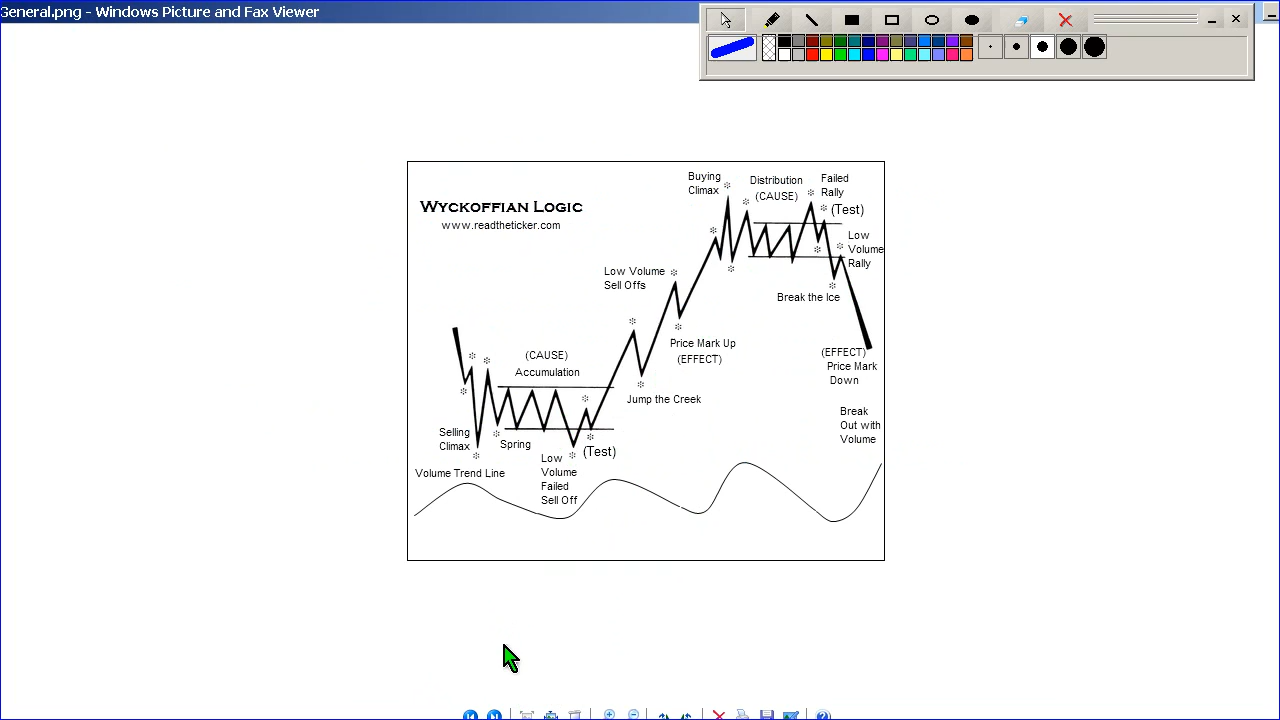 General.png - Windows Picture and Fax Viewer
WYCKOFFIAN LOGIC
www.readtheticker.com
Buying
Climax
Distribution
(CAUSE)
Failed
Rally
(Test)
Low
Volume
Rally
Low Volume
Sell Offs
Break the Ice
Price Mark Up
(EFFECT)
(EFFECT)
Price Mark
Down
(CAUSE)
Accumulation
Jump the Creek
Break
Out with
Volume
Selling
Climax
Spring
(Test)
Low
Volume
Failed
Sell Off
Volume Trend Line